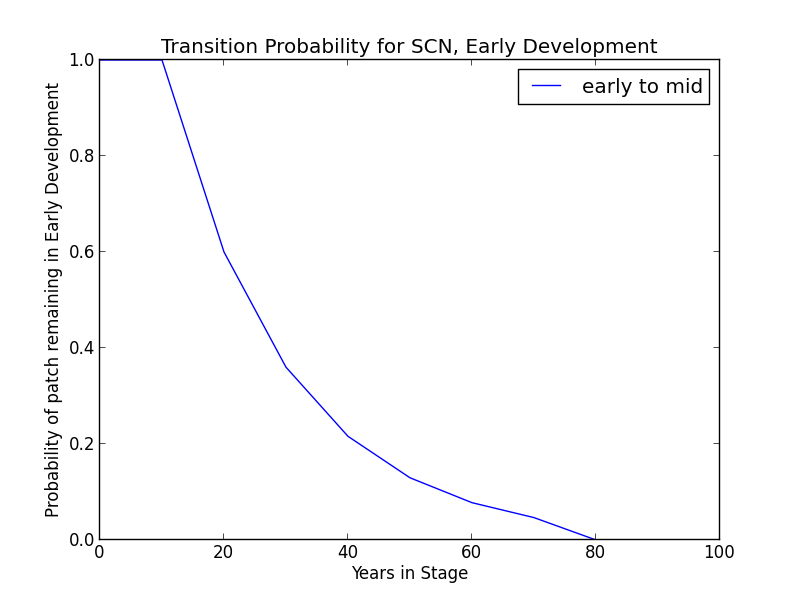 Transition Probability for SCN, Early Development
early to mid
Probability of patch remaining in Early Development
1.0
0.8
0.6
0.4
0.2
0.0
0 20 40 60 80 100
Years in Stage